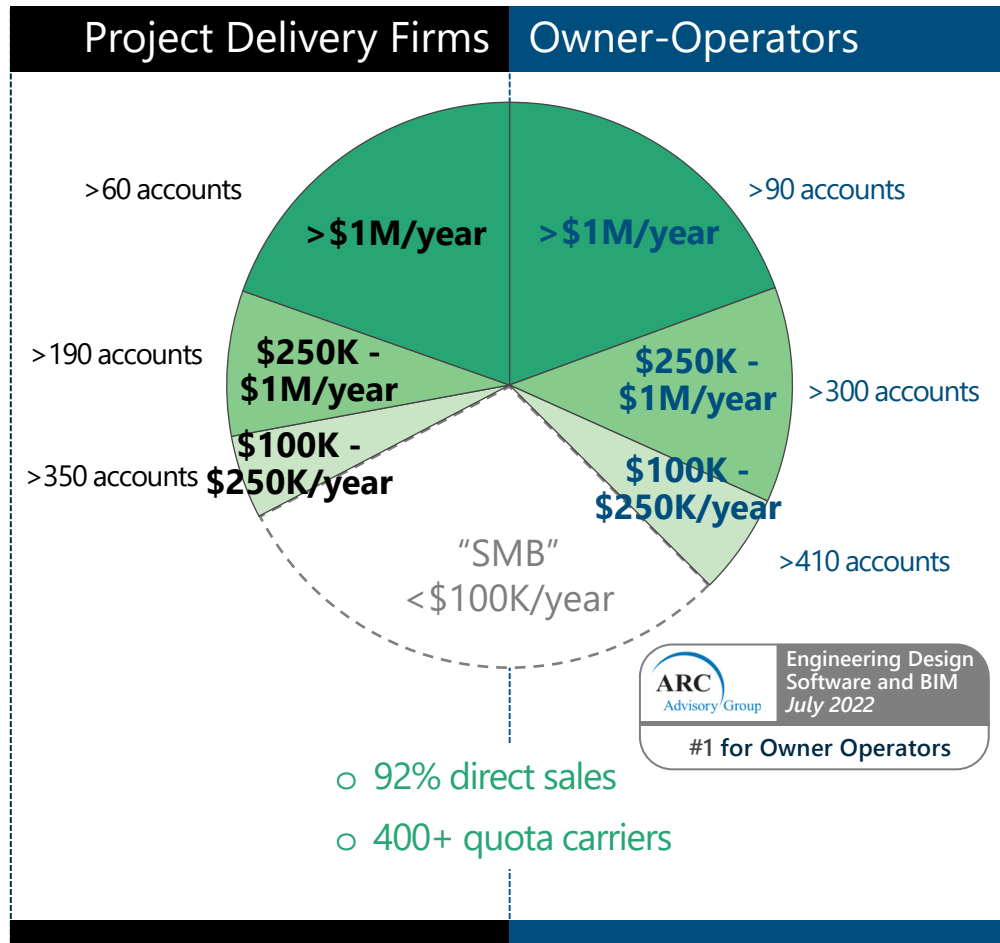 Project Delivery Firms
Owner-Operators
>60 accounts
>$1M/year
>$1M/year
>90 accounts
>190 accounts
$250K -
$1M/year
$250K -
$1M/year
>300 accounts
>350 accounts
$100K -
$250K/year
$100K -
$250K/year
>410 accounts
“SMB”
<$100K/year
ARC
Advisory Group
Engineering Design
Software and BIM
July 2022
#1 for Owner Operators
o 92% direct sales
o 400+ quota carriers